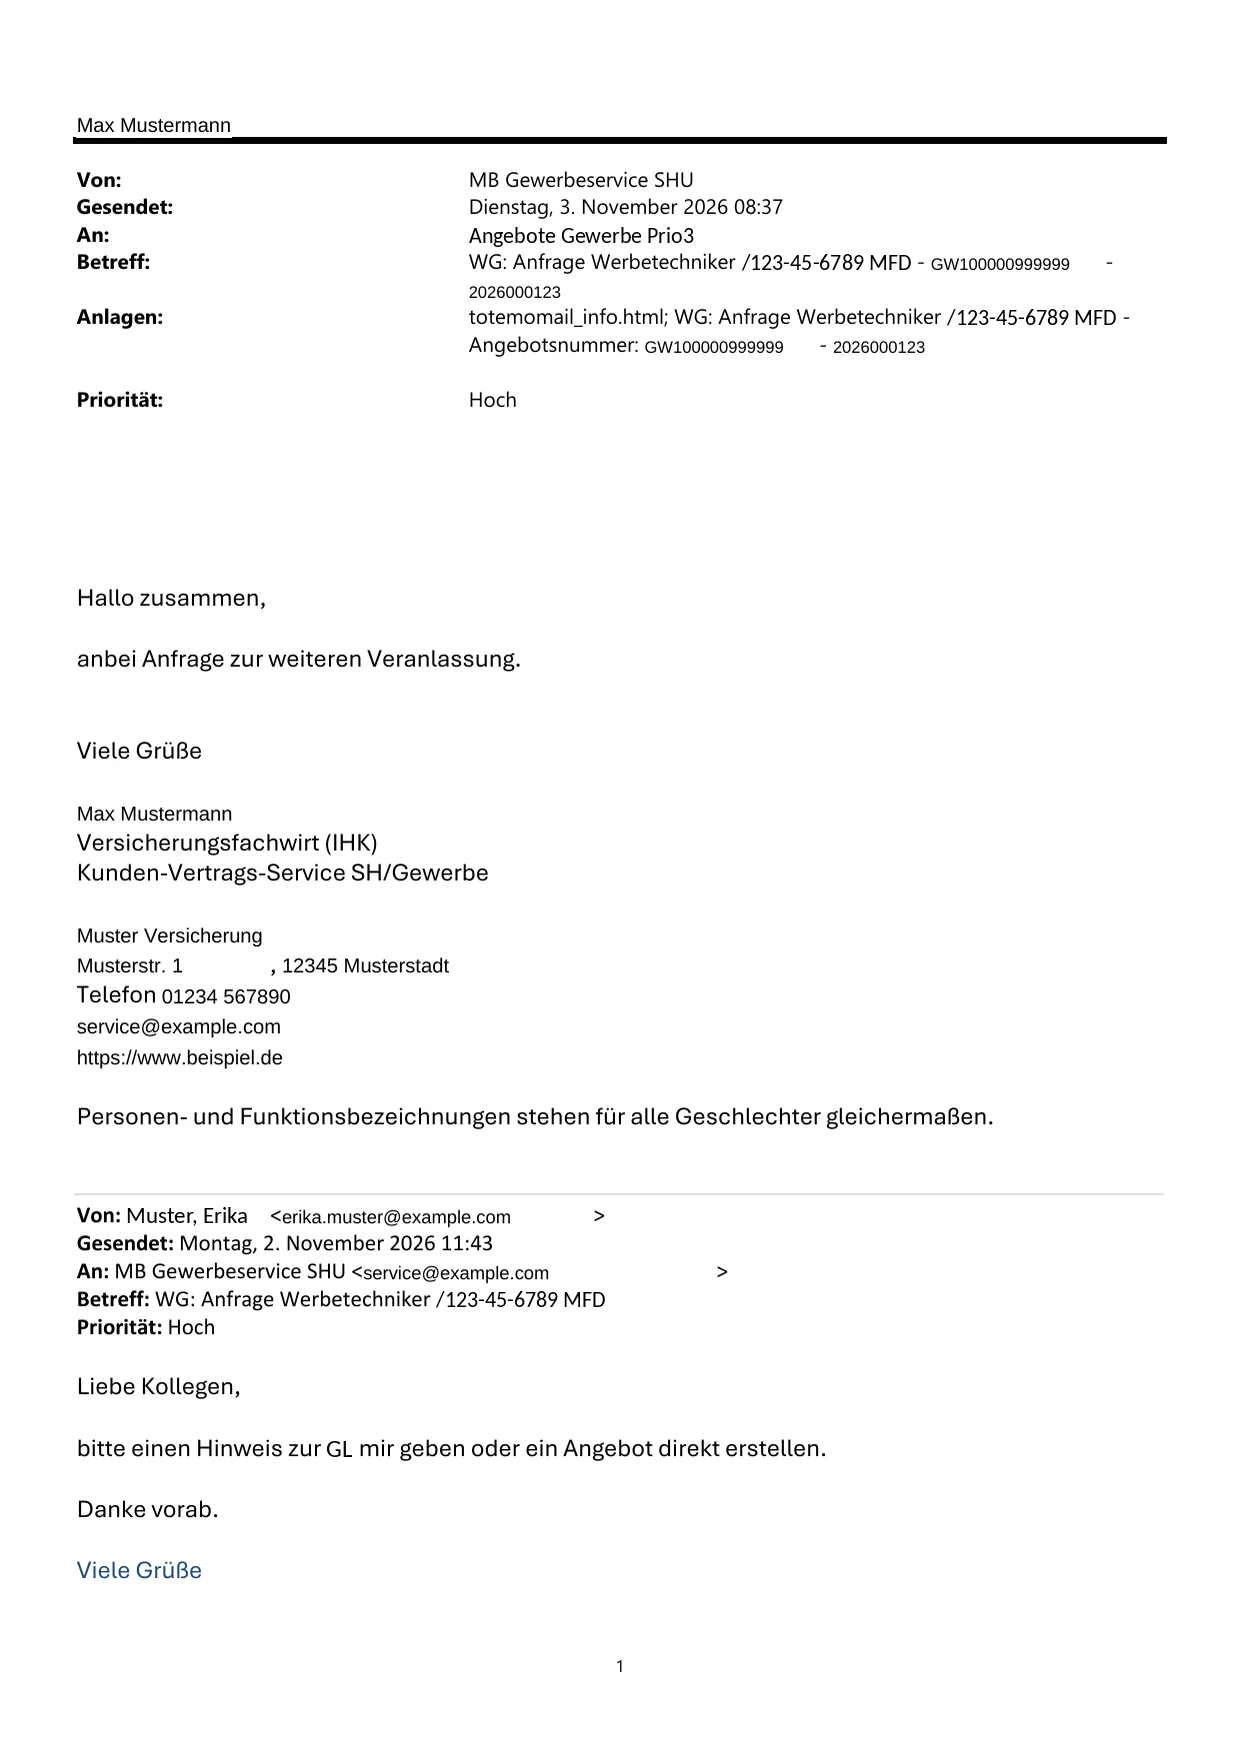 Max Mustermann
Von: MB Gewerbeservice SHU
Gesendet: Dienstag, 3. November 2026 08:37
An: Angebote Gewerbe Prio3
Betreff: WG: Anfrage Werbetechniker /123-45-6789 MFD - GW100000999999 -
2026000123
Anlagen: totemomail_info.html; WG: Anfrage Werbetechniker /123-45-6789 MFD -
Angebotsnummer: GW100000999999 - 2026000123
Priorität: Hoch
Hallo zusammen,
anbei Anfrage zur weiteren Veranlassung.
Viele Grüße
Max Mustermann
Versicherungsfachwirt (IHK)
Kunden-Vertrags-Service SH/Gewerbe
Muster Versicherung
Musterstr. 1 , 12345 Musterstadt
Telefon 01234 567890
service@example.com
https://www.beispiel.de
Personen- und Funktionsbezeichnungen stehen für alle Geschlechter gleichermaßen.
Von: Muster, Erika <erika.muster@example.com >
Gesendet: Montag, 2. November 2026 11:43
An: MB Gewerbeservice SHU <service@example.com >
Betreff: WG: Anfrage Werbetechniker /123-45-6789 MFD
Priorität: Hoch
Liebe Kollegen,
bitte einen Hinweis zur GL mir geben oder ein Angebot direkt erstellen.
Danke vorab.
Viele Grüße
1